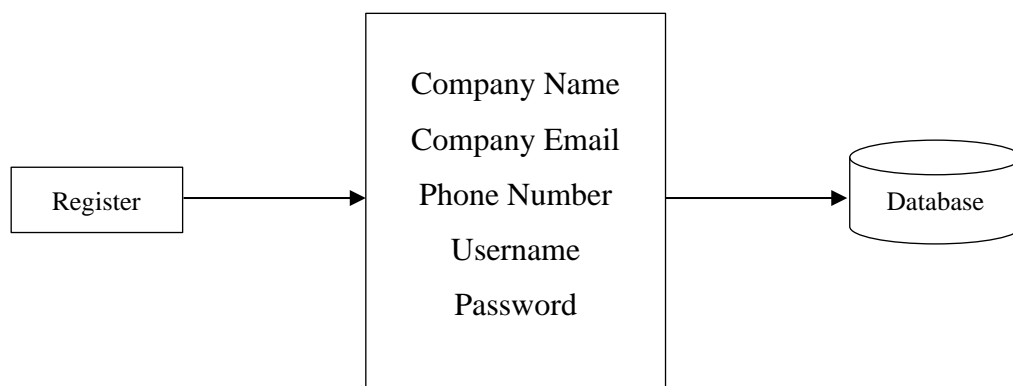 Register
Company Name
Company Email
Phone Number
Username
Password
Database